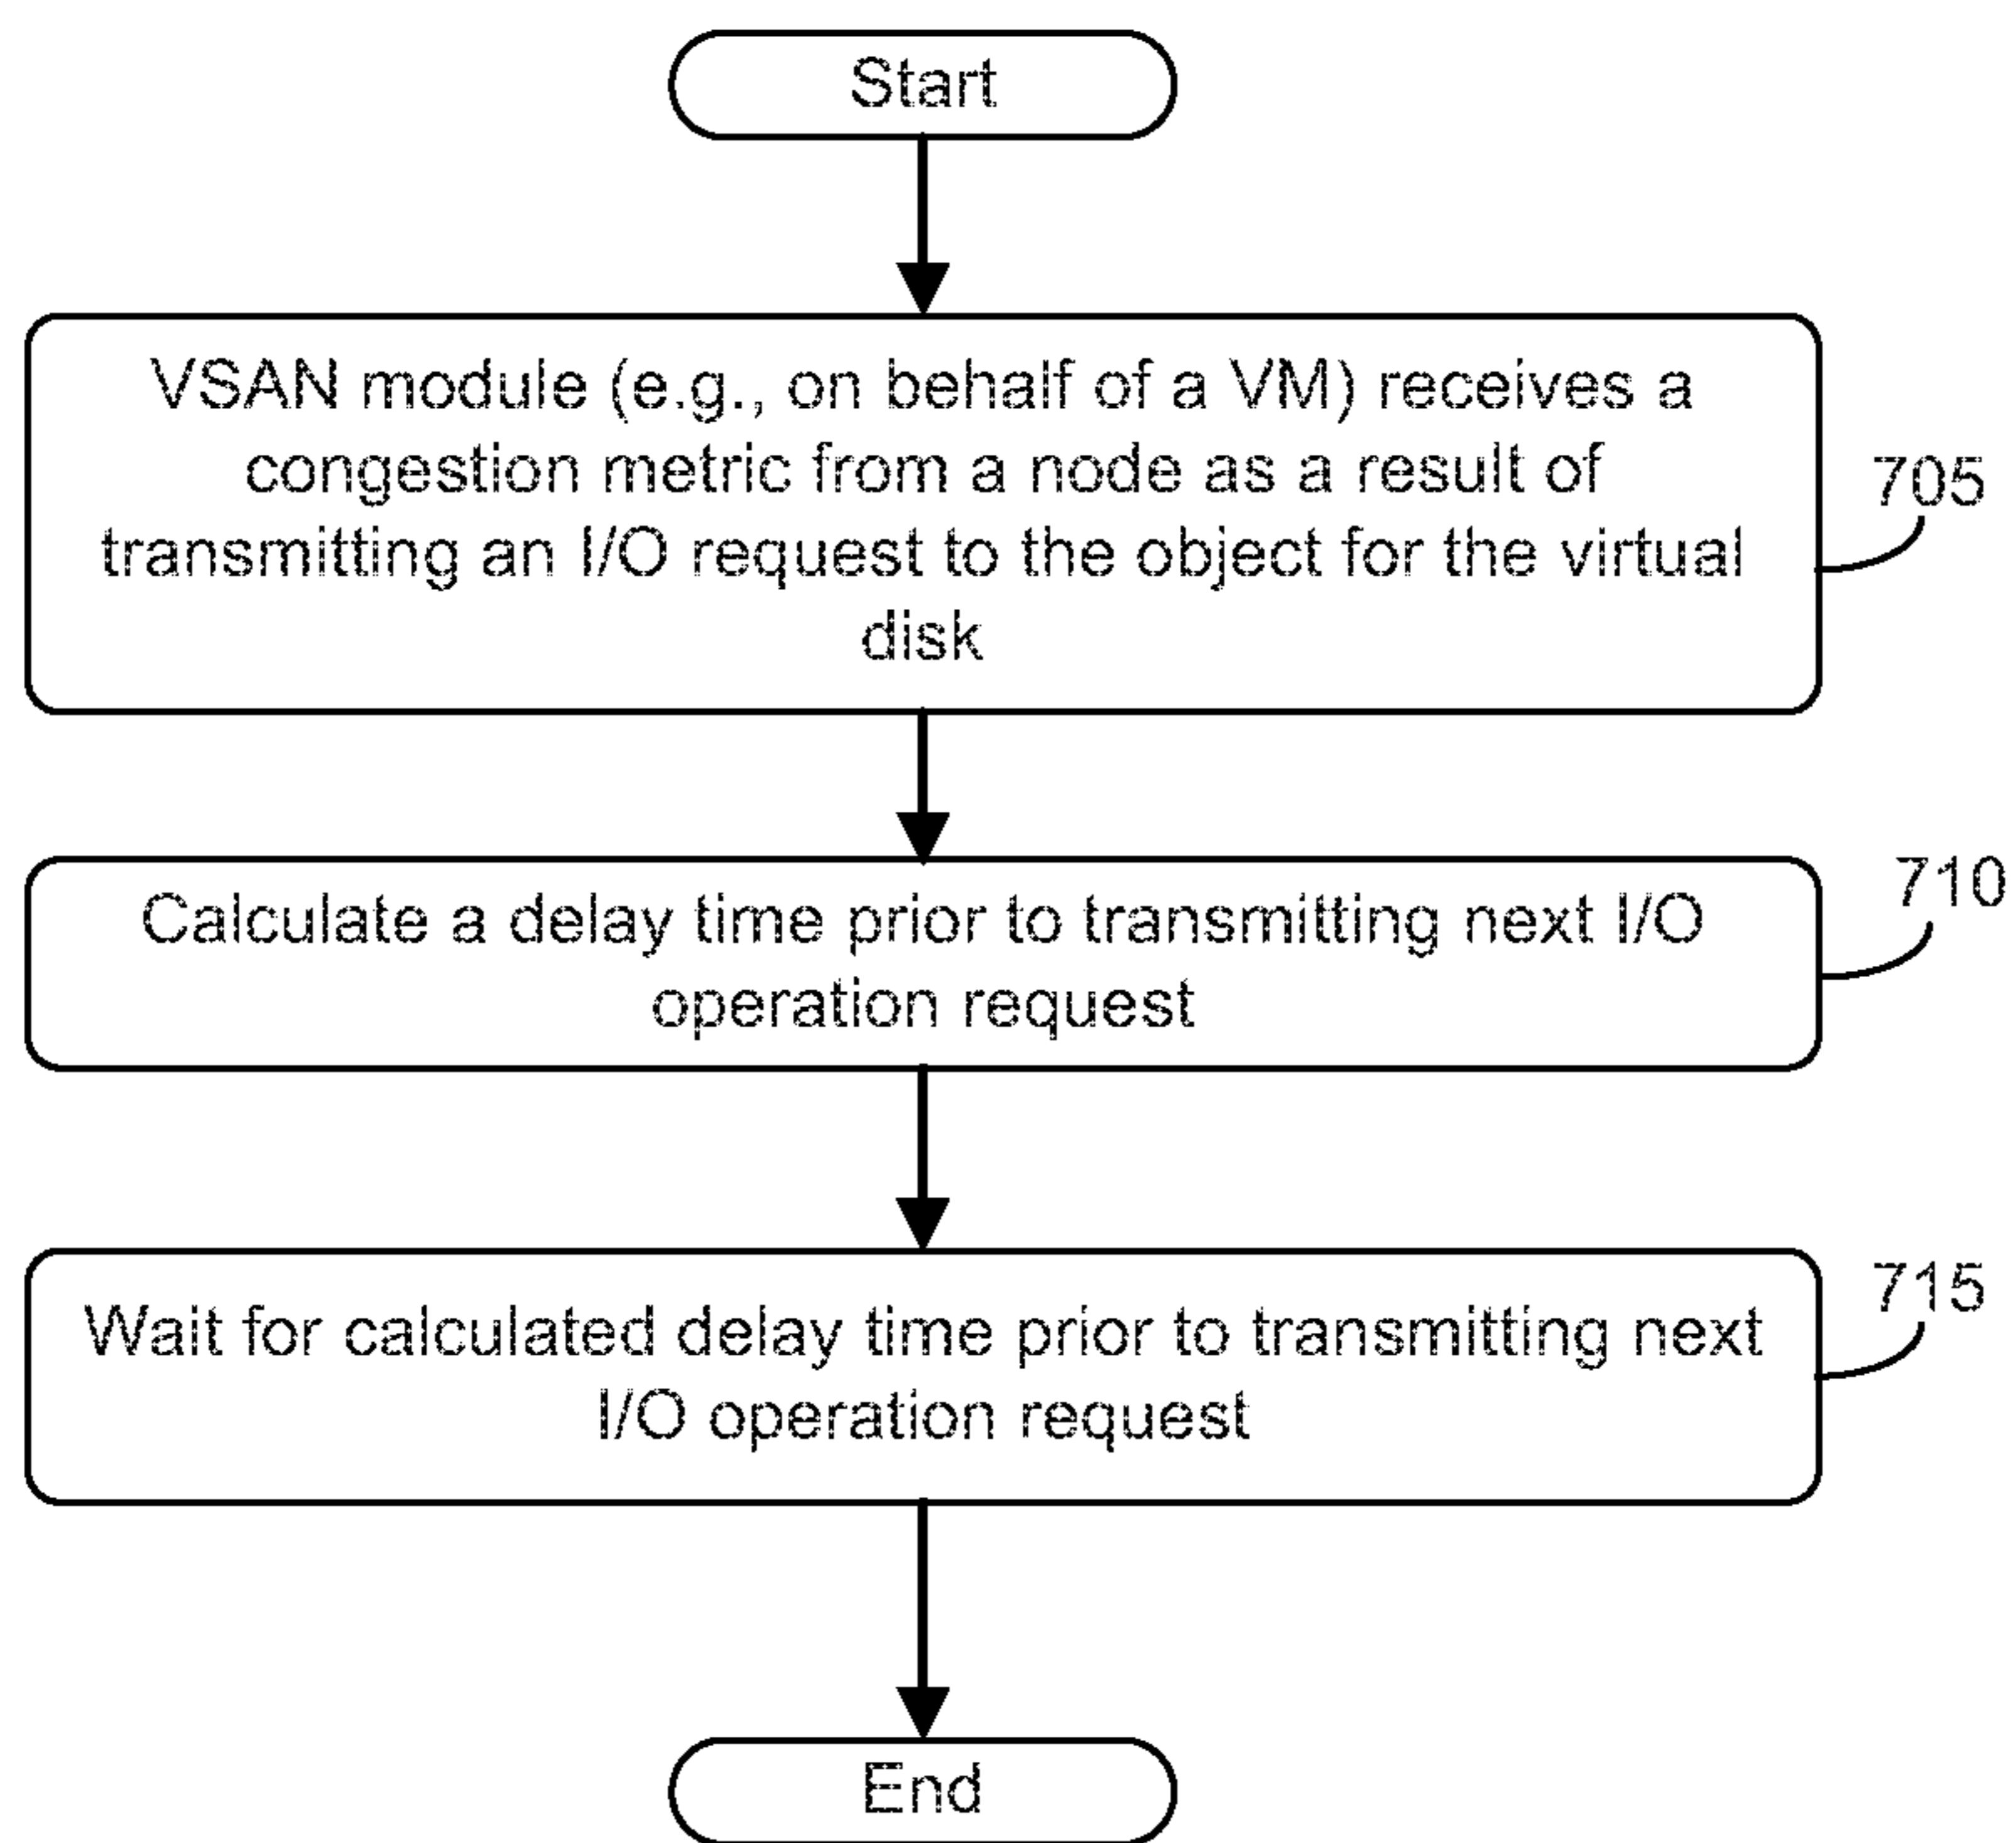 Start
VSAN module (e.g., on behalf of a VM) receives a
congestion metric from a node as a result of
transmitting an I/O request to the object for the virtual
disk
705
Calculate a delay time prior to transmitting next I/O
operation request
710
Wait for calculated delay time prior to transmitting next
I/O operation request
715
End